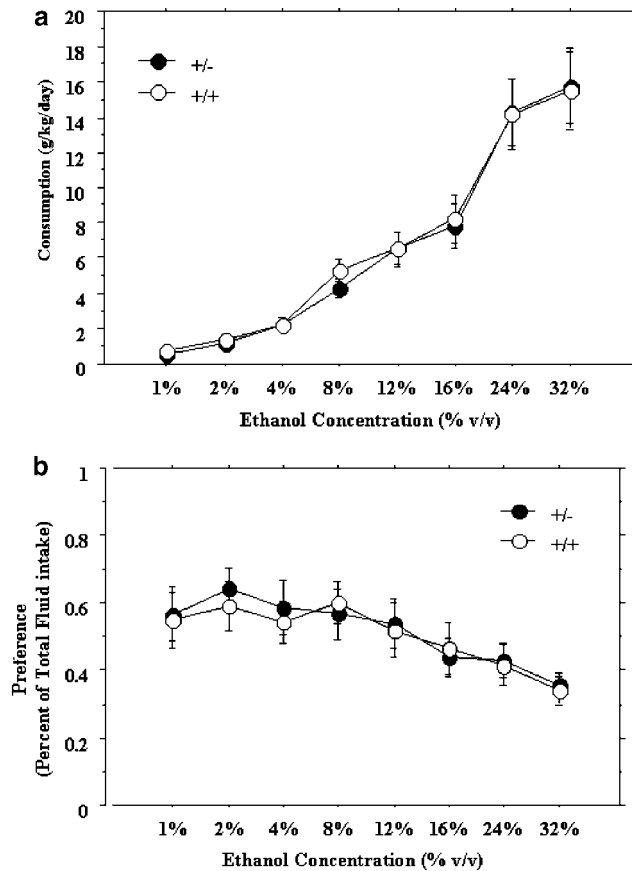 a
20
18
16
14
12
10
8
6
4
2
0
Consumption (g/kg/day)
+/-
+/+
1% 2% 4% 8% 12% 16% 24% 32%
Ethanol Concentration (% v/v)
b
1
0.8
0.6
0.4
0.2
0
Preference
(Percent of Total Fluid intake)
+/-
+/+
1% 2% 4% 8% 12% 16% 24% 32%
Ethanol Concentration (% v/v)